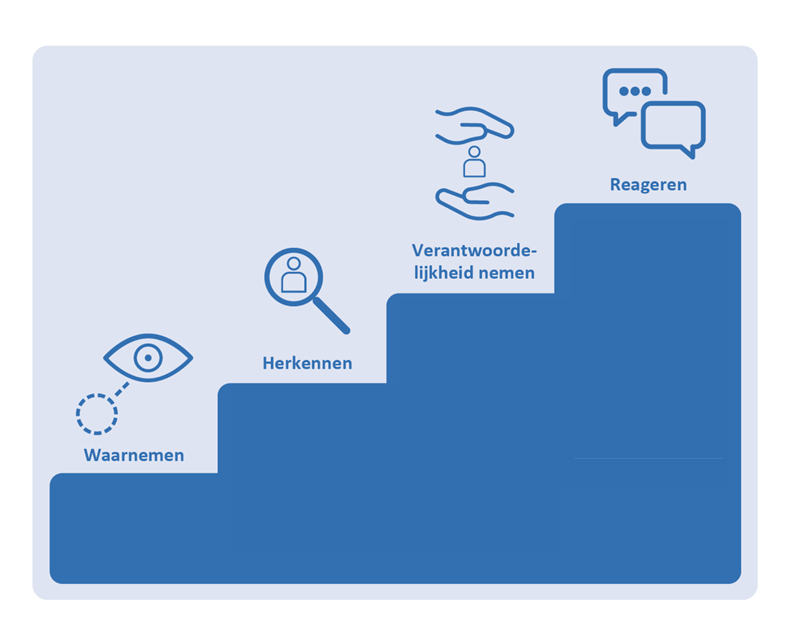 Reageren
Verantwoorde-
lijkheid nemen
Herkennen
Waarnemen